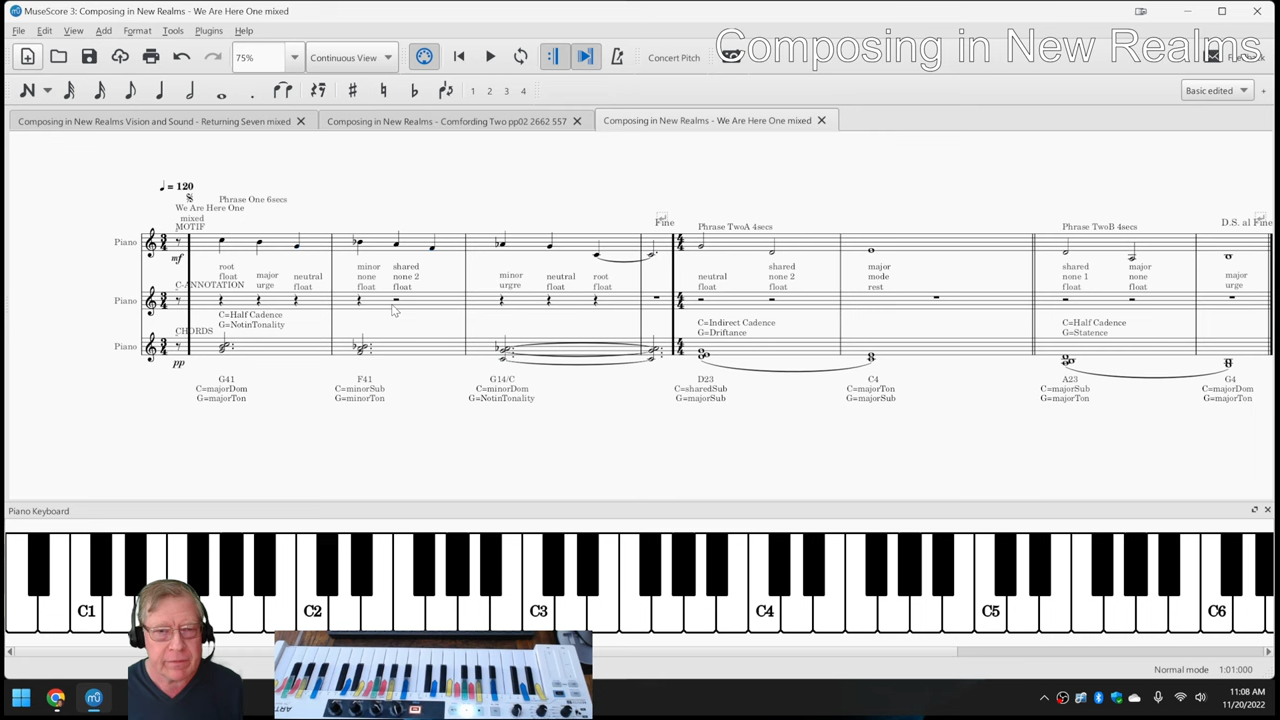 MuseScore 3: Composing in New Realms - We Are Here One mixed
File Edit View Add Format Tools Plugins Help
75% Continuous View Concert Pitch
Composing in New Realms
1 2 3 4 Basic edited
Composing in New Realms Vision and Sound - Returning Seven mixed
Composing in New Realms - Comfording Two pp02 2662 557
Composing in New Realms - We Are Here One mixed
= 120
Phrase One 6secs
We Are Here One
mixed
MOTIF
Fine
Phrase TwoA 4secs
Phrase TwoB 4secs
D.S. al Fine
Piano
mf
root
float
major
urge
neutral
float
minor
none
float
shared
none 2
float
minor
urgre
neutral
float
root
float
neutral
float
shared
none 2
float
major
mode
rest
shared
none 1
float
major
none
float
major
urge
C-ANNOTATION
Piano
C=Half Cadence
G=NotinTonality
C=Indirect Cadence
G=Driftance
C=Half Cadence
G=Statence
CHORDS
Piano
pp
G41
C=majorDom
G=majorTon
F41
C=minorSub
G=minorTon
G14/C
C=minorDom
G=NotinTonality
D23
C=sharedSub
G=majorSub
C4
C=majorTon
G=majorSub
A23
C=majorSub
G=majorTon
G4
C=majorDom
G=majorTon
Piano Keyboard
C1 C2 C3 C4 C5 C6
ART
Normal mode 1:01:000
11:08 AM
11/20/2022